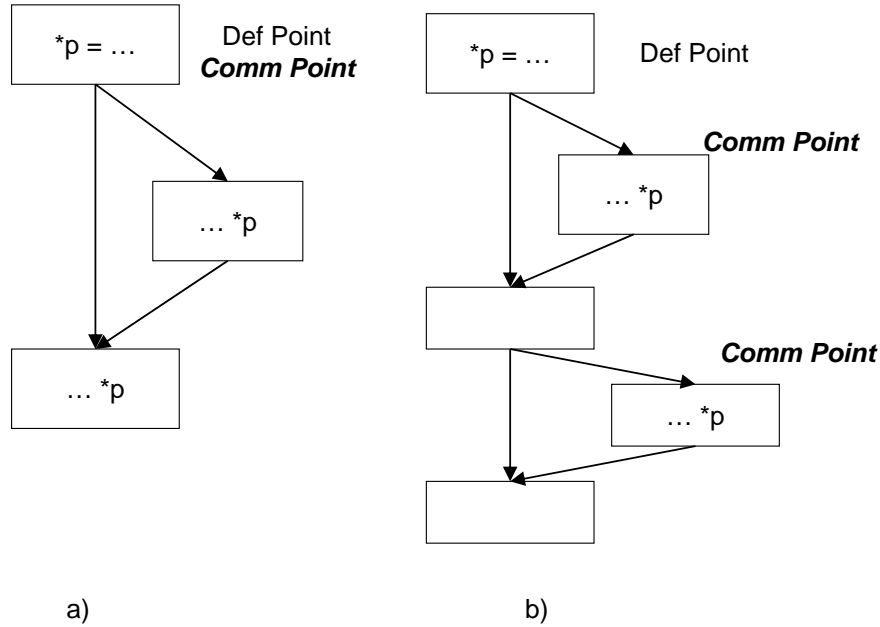 *p = …
Def Point
Comm Point
… *p
… *p
a)
*p = …
Def Point
Comm Point
… *p
Comm Point
… *p
b)